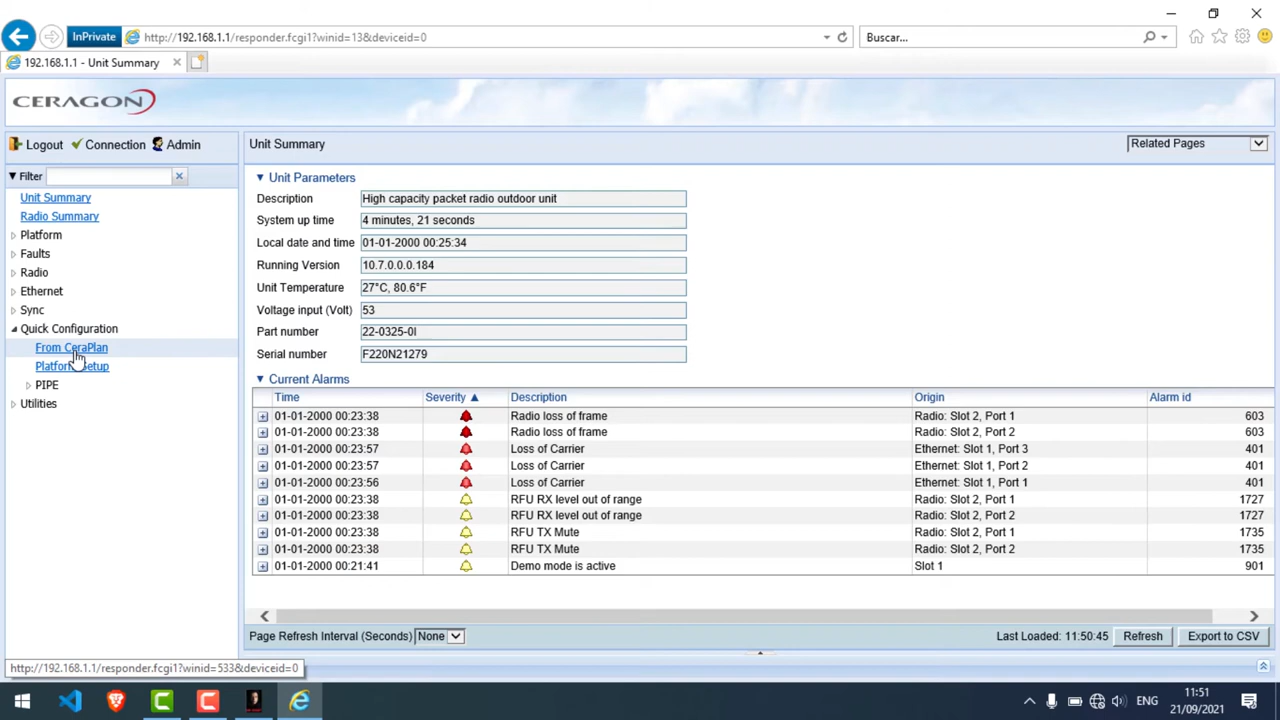 InPrivate http://192.168.1.1/responder.fcgi1?winid=13&deviceid=0 Buscar...
192.168.1.1 - Unit Summary
CERAGON
Logout Connection Admin Unit Summary Related Pages
Filter
Unit Summary
Radio Summary
Platform
Faults
Radio
Ethernet
Sync
Quick Configuration
From CeraPlan
Platform Setup
PIPE
Utilities
Unit Parameters
Description High capacity packet radio outdoor unit
System up time 4 minutes, 21 seconds
Local date and time 01-01-2000 00:25:34
Running Version 10.7.0.0.0.184
Unit Temperature 27°C, 80.6°F
Voltage input (Volt) 53
Part number 22-0325-0I
Serial number F220N21279
Current Alarms
Time Severity ▲ Description Origin Alarm id
01-01-2000 00:23:38 Radio loss of frame Radio: Slot 2, Port 1 603
01-01-2000 00:23:38 Radio loss of frame Radio: Slot 2, Port 2 603
01-01-2000 00:23:57 Loss of Carrier Ethernet: Slot 1, Port 3 401
01-01-2000 00:23:57 Loss of Carrier Ethernet: Slot 1, Port 2 401
01-01-2000 00:23:56 Loss of Carrier Ethernet: Slot 1, Port 1 401
01-01-2000 00:23:38 RFU RX level out of range Radio: Slot 2, Port 1 1727
01-01-2000 00:23:38 RFU RX level out of range Radio: Slot 2, Port 2 1727
01-01-2000 00:23:38 RFU TX Mute Radio: Slot 2, Port 1 1735
01-01-2000 00:23:38 RFU TX Mute Radio: Slot 2, Port 2 1735
01-01-2000 00:21:41 Demo mode is active Slot 1 901
Page Refresh Interval (Seconds) None Last Loaded: 11:50:45 Refresh Export to CSV
http://192.168.1.1/responder.fcgi1?winid=533&deviceid=0
ENG 11:51
21/09/2021